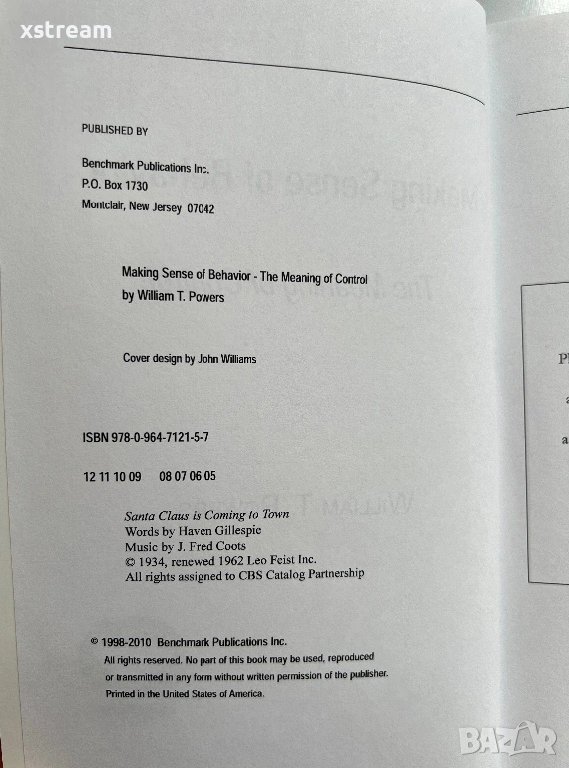 xstream
PUBLISHED BY
Benchmark Publications Inc.
P.O. Box 1730
Montclair, New Jersey 07042
Making Sense of Behavior - The Meaning of Control
by William T. Powers
Cover design by John Williams
ISBN 978-0-964-7121-5-7
12 11 10 09 08 07 06 05
Santa Claus is Coming to Town
Words by Haven Gillespie
Music by J. Fred Coots
© 1934, renewed 1962 Leo Feist Inc.
All rights assigned to CBS Catalog Partnership
© 1998-2010 Benchmark Publications Inc.
All rights reserved. No part of this book may be used, reproduced
or transmitted in any form without written permission of the publisher.
Printed in the United States of America.
BAZAR